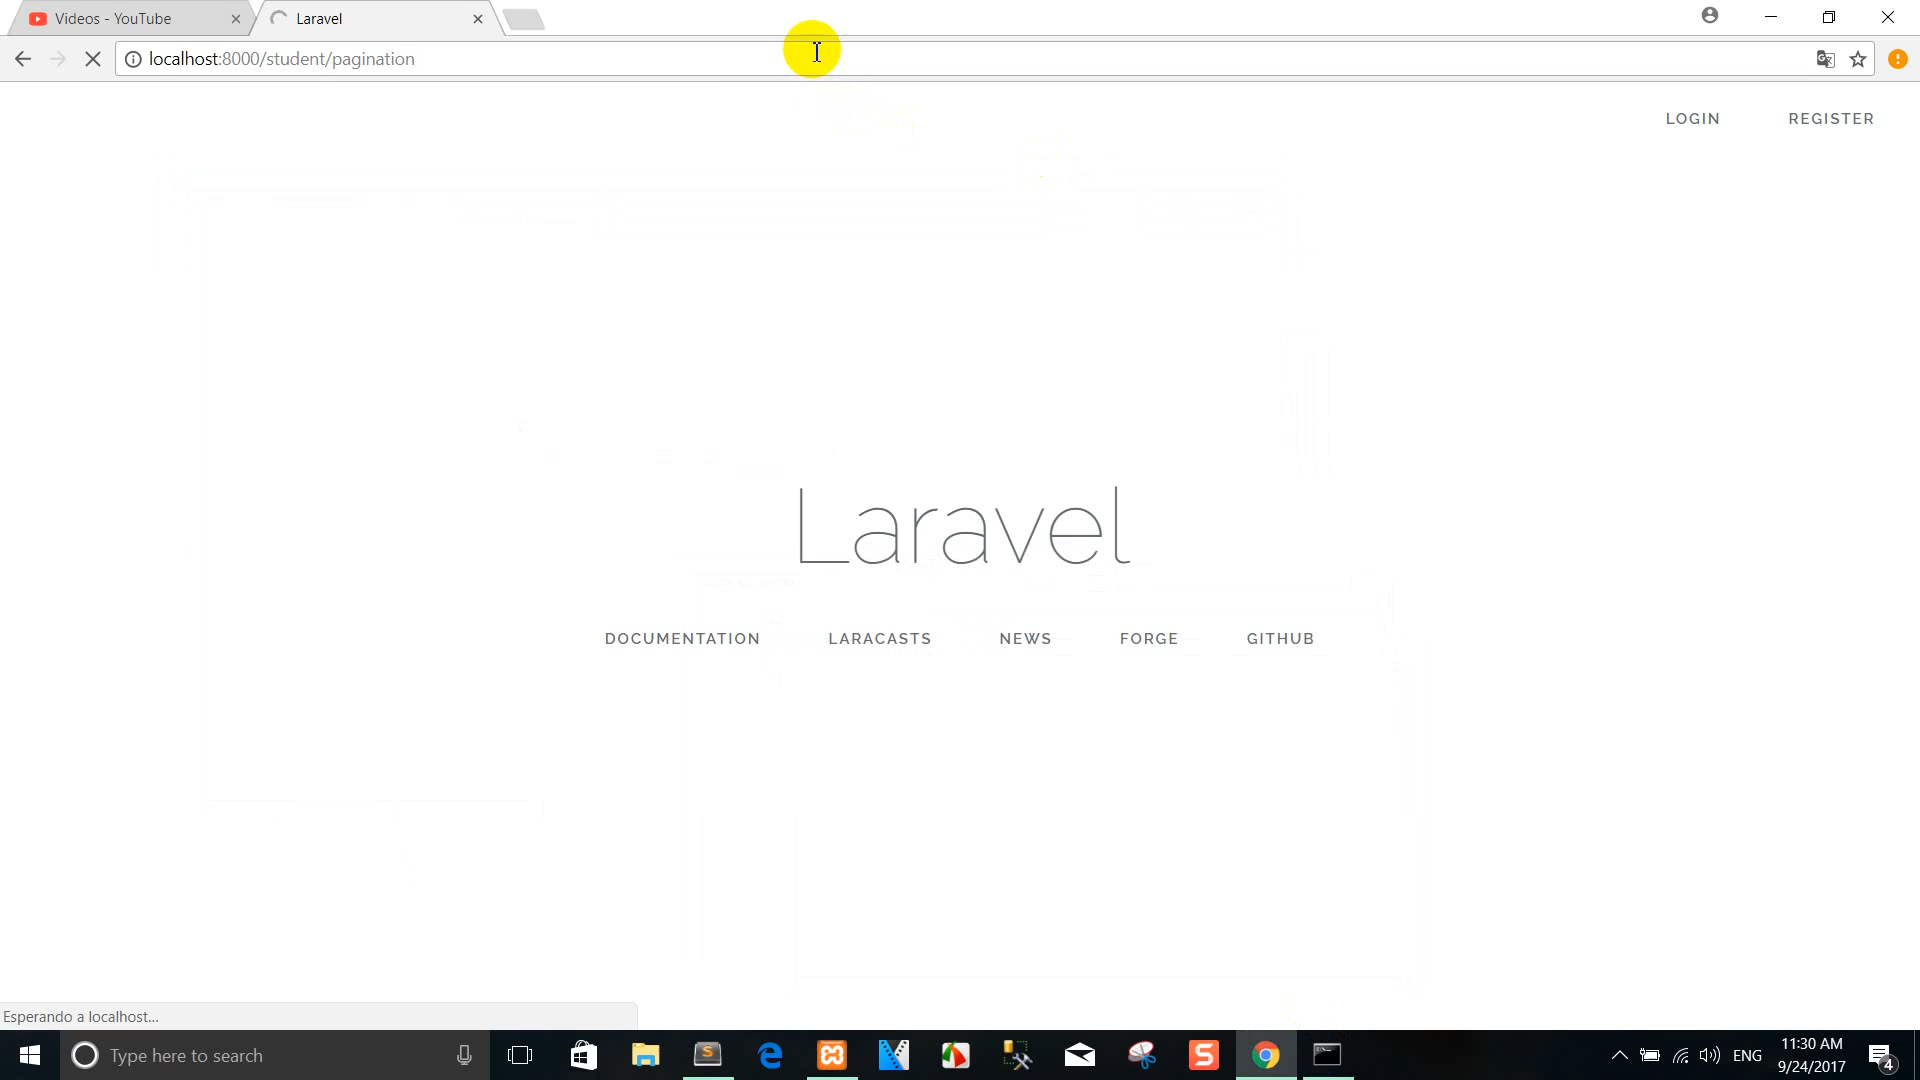 Videos - YouTube
Laravel
localhost:8000/student/pagination
LOGIN REGISTER
Laravel
DOCUMENTATION LARACASTS NEWS FORGE GITHUB
Esperando a localhost...
Type here to search
ENG
11:30 AM
9/24/2017
4